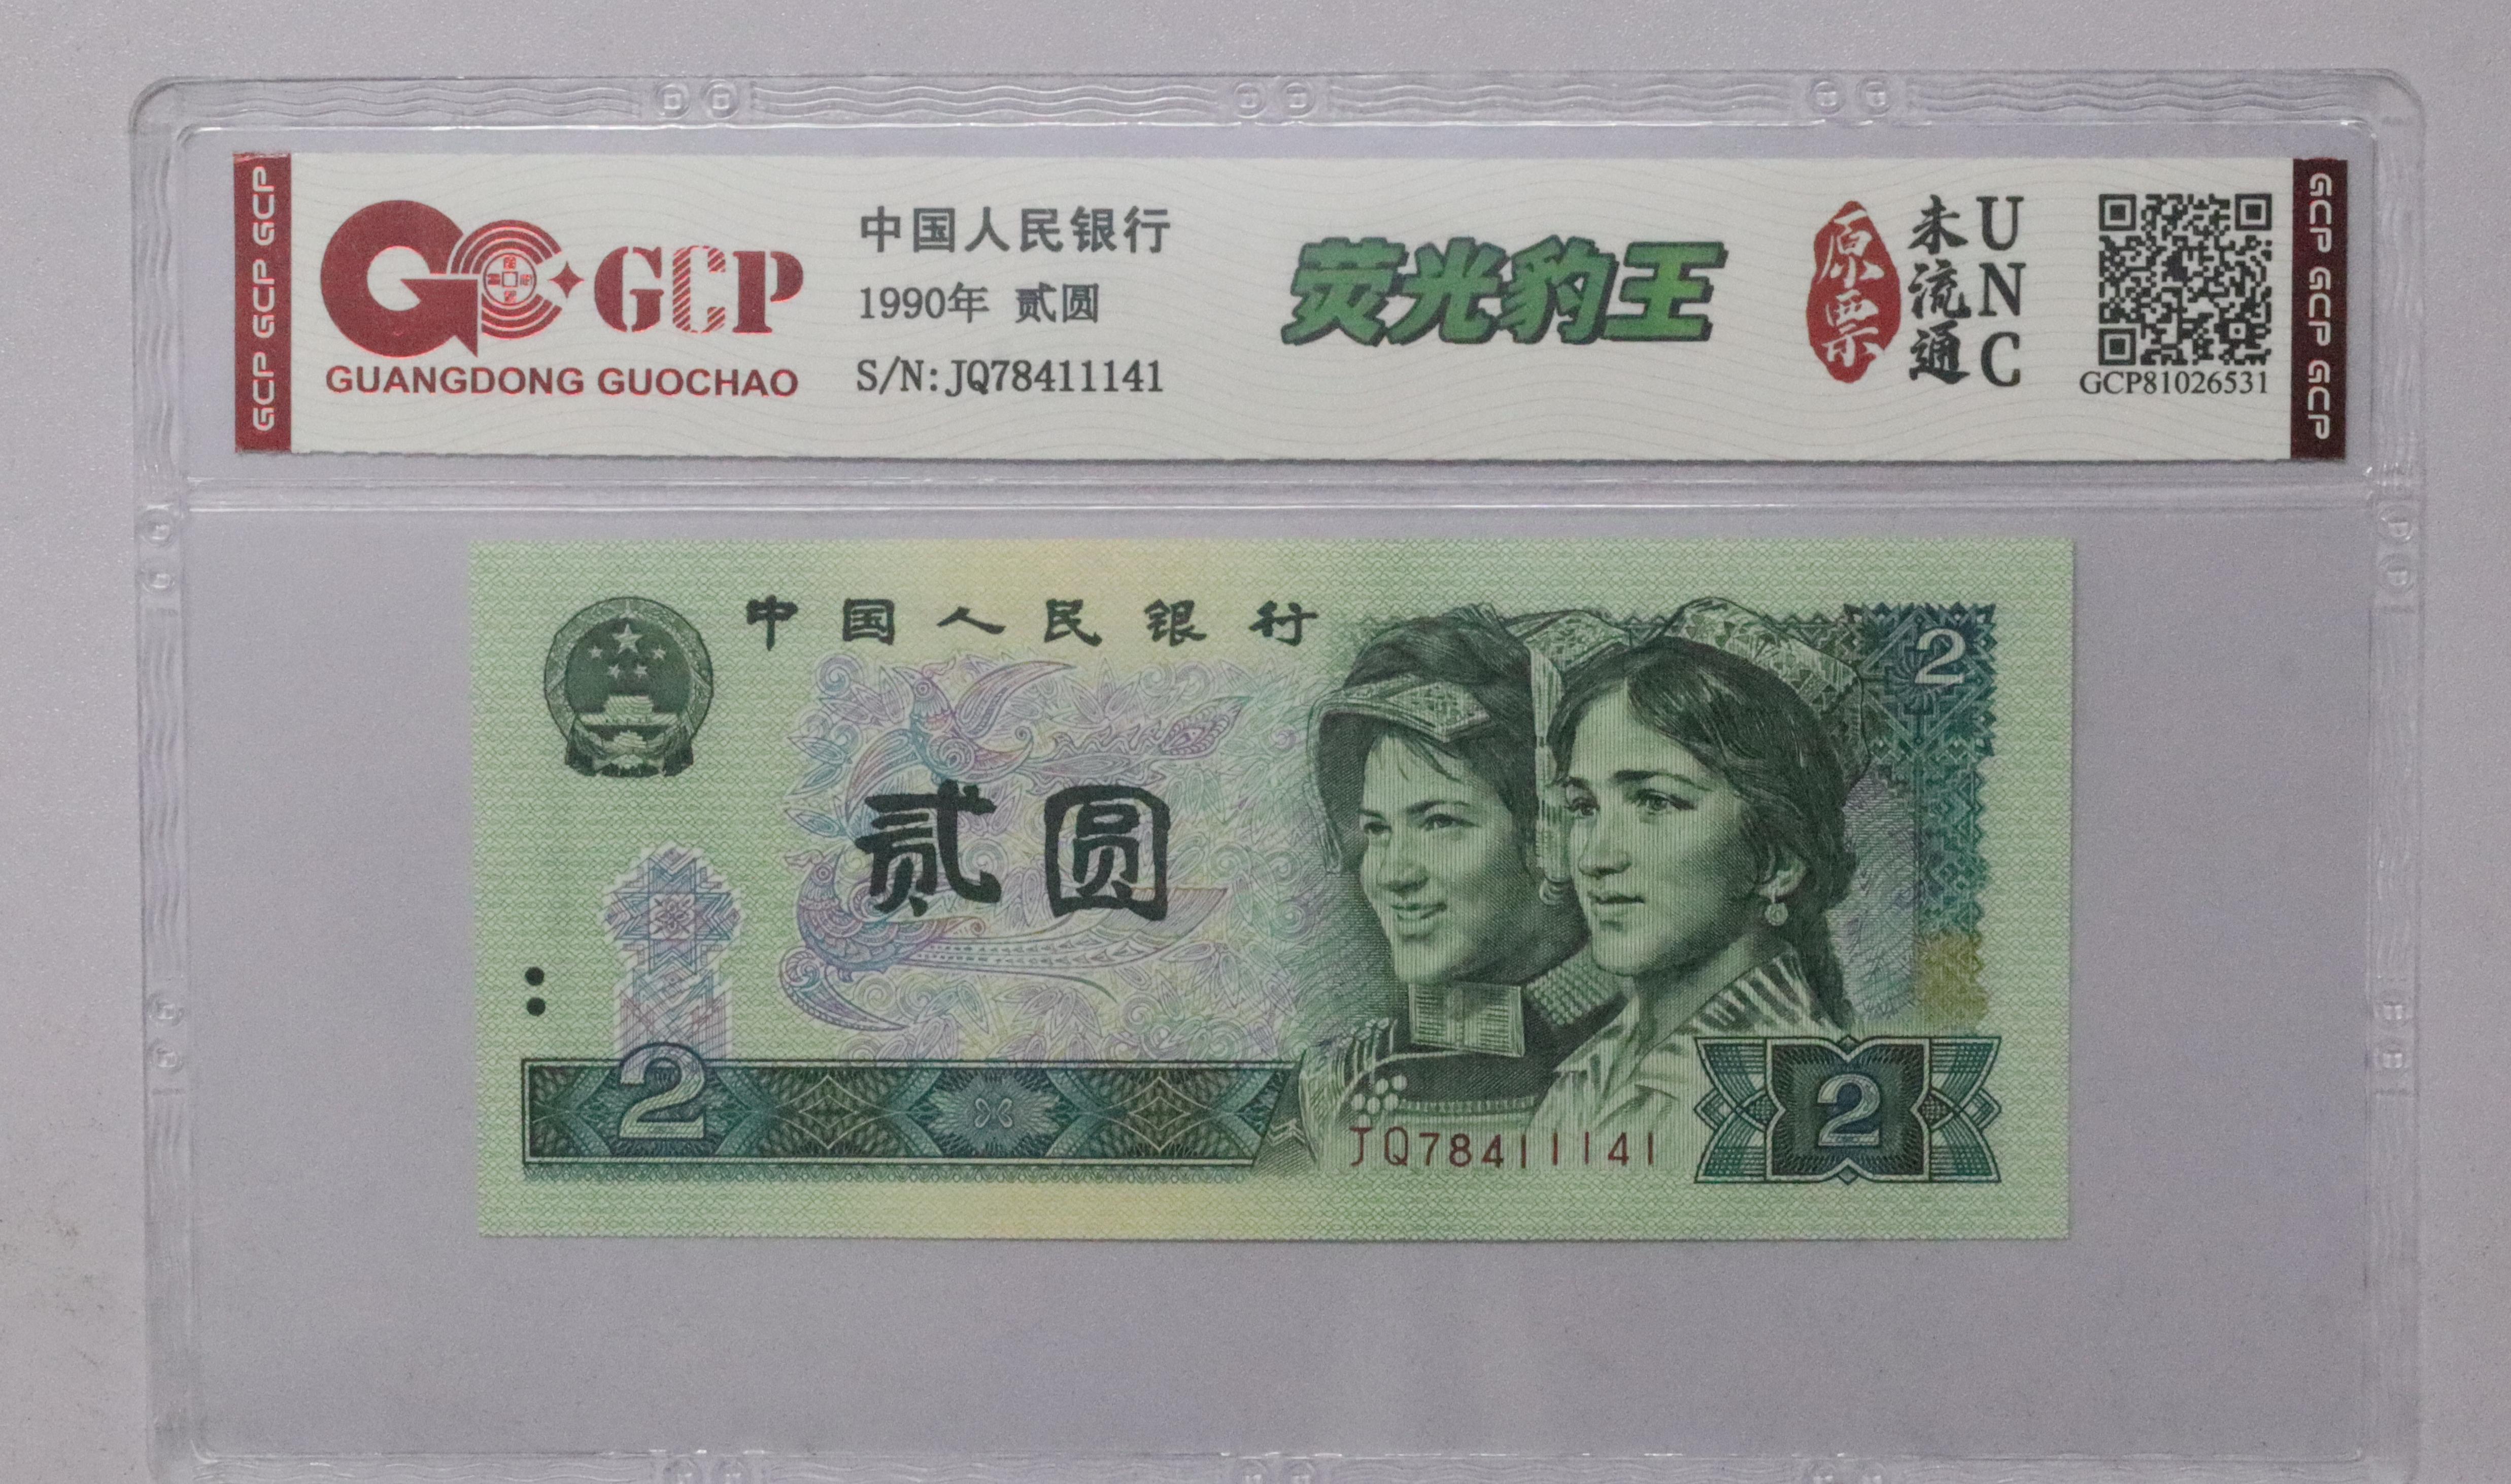 GCP GCP GCP
GCP
GUANGDONG GUOCHAO
中国人民银行
1990年 贰圆
S/N: JQ78411141
荧光豹王
原票
未流通
UNC
GCP81026531
GCP GCP GCP
中国人民银行
2
贰圆
2
JQ78411141
2